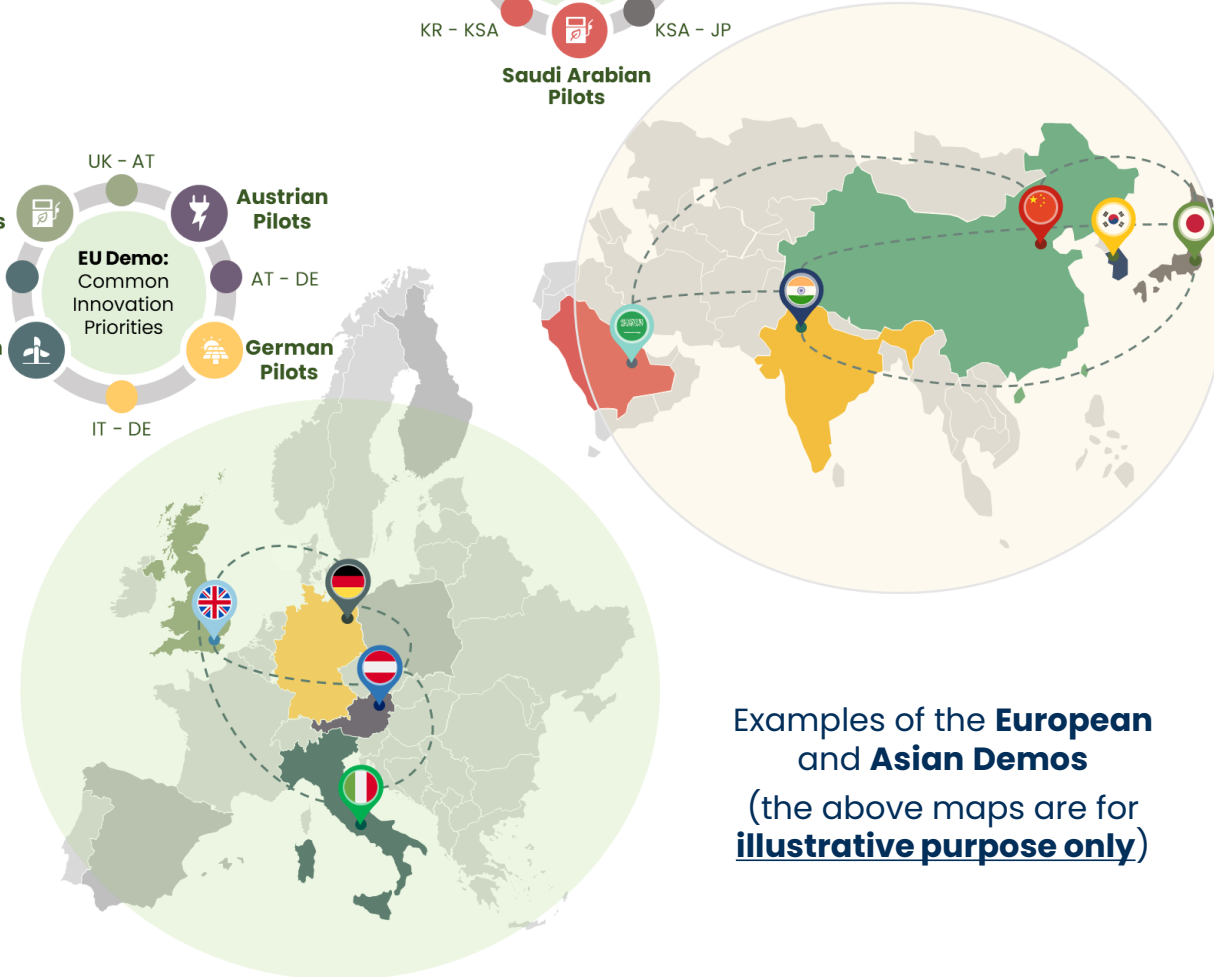 KR - KSA
KSA - JP
Saudi Arabian
Pilots
UK - AT
Austrian
Pilots
EU Demo:
Common
Innovation
Priorities
AT - DE
German
Pilots
IT - DE
Examples of the European
and Asian Demos
(the above maps are for
illustrative purpose only)